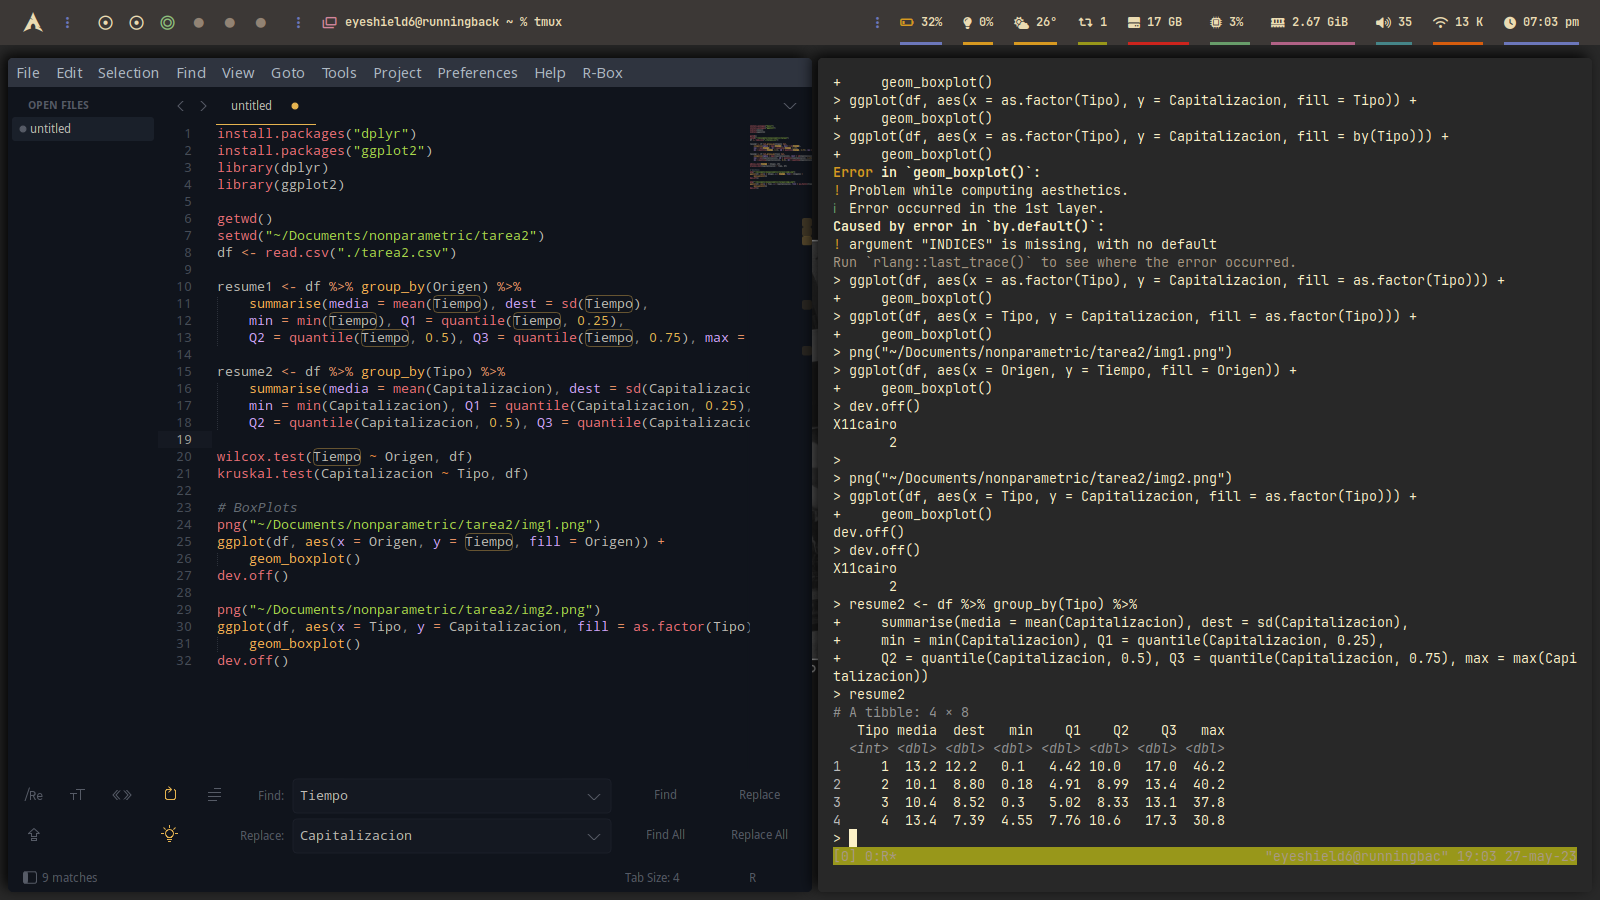 eyeshield6@runningback ~ % tmux
32% 0% 26° 1 17 GB 3% 2.67 GiB 35 13 K 07:03 pm
File Edit Selection Find View Goto Tools Project Preferences Help R-Box
OPEN FILES
untitled
untitled
1 install.packages("dplyr")
2 install.packages("ggplot2")
3 library(dplyr)
4 library(ggplot2)
5
6 getwd()
7 setwd("~/Documents/nonparametric/tarea2")
8 df <- read.csv("./tarea2.csv")
9
10 resume1 <- df %>% group_by(Origen) %>%
11     summarise(media = mean(Tiempo), dest = sd(Tiempo),
12     min = min(Tiempo), Q1 = quantile(Tiempo, 0.25),
13     Q2 = quantile(Tiempo, 0.5), Q3 = quantile(Tiempo, 0.75), max =
14
15 resume2 <- df %>% group_by(Tipo) %>%
16     summarise(media = mean(Capitalizacion), dest = sd(Capitalizacic
17     min = min(Capitalizacion), Q1 = quantile(Capitalizacion, 0.25),
18     Q2 = quantile(Capitalizacion, 0.5), Q3 = quantile(Capitalizacic
19
20 wilcox.test(Tiempo ~ Origen, df)
21 kruskal.test(Capitalizacion ~ Tipo, df)
22
23 # BoxPlots
24 png("~/Documents/nonparametric/tarea2/img1.png")
25 ggplot(df, aes(x = Origen, y = Tiempo, fill = Origen)) +
26     geom_boxplot()
27 dev.off()
28
29 png("~/Documents/nonparametric/tarea2/img2.png")
30 ggplot(df, aes(x = Tipo, y = Capitalizacion, fill = as.factor(Tipo)
31     geom_boxplot()
32 dev.off()
/Re Find: Tiempo Find Replace
Replace: Capitalizacion Find All Replace All
9 matches Tab Size: 4 R
+     geom_boxplot()
> ggplot(df, aes(x = as.factor(Tipo), y = Capitalizacion, fill = Tipo)) +
+     geom_boxplot()
> ggplot(df, aes(x = as.factor(Tipo), y = Capitalizacion, fill = by(Tipo))) +
+     geom_boxplot()
Error in `geom_boxplot()`:
! Problem while computing aesthetics.
i Error occurred in the 1st layer.
Caused by error in `by.default()`:
! argument "INDICES" is missing, with no default
Run `rlang::last_trace()` to see where the error occurred.
> ggplot(df, aes(x = as.factor(Tipo), y = Capitalizacion, fill = as.factor(Tipo))) +
+     geom_boxplot()
> ggplot(df, aes(x = Tipo, y = Capitalizacion, fill = as.factor(Tipo))) +
+     geom_boxplot()
> png("~/Documents/nonparametric/tarea2/img1.png")
> ggplot(df, aes(x = Origen, y = Tiempo, fill = Origen)) +
+     geom_boxplot()
> dev.off()
X11cairo
2
>
> png("~/Documents/nonparametric/tarea2/img2.png")
> ggplot(df, aes(x = Tipo, y = Capitalizacion, fill = as.factor(Tipo))) +
+     geom_boxplot()
dev.off()
> dev.off()
X11cairo
2
> resume2 <- df %>% group_by(Tipo) %>%
+     summarise(media = mean(Capitalizacion), dest = sd(Capitalizacion),
+     min = min(Capitalizacion), Q1 = quantile(Capitalizacion, 0.25),
+     Q2 = quantile(Capitalizacion, 0.5), Q3 = quantile(Capitalizacion, 0.75), max = max(Capi
talizacion))
> resume2
# A tibble: 4 × 8
Tipo media dest min Q1 Q2 Q3 max
<int> <dbl> <dbl> <dbl> <dbl> <dbl> <dbl> <dbl>
1 1 13.2 12.2 0.1 4.42 10.0 17.0 46.2
2 2 10.1 8.80 0.18 4.91 8.99 13.4 40.2
3 3 10.4 8.52 0.3 5.02 8.33 13.1 37.8
4 4 13.4 7.39 4.55 7.76 10.6 17.3 30.8
>
[0] 0:R* "eyeshield6@runningbac" 19:03 27-may-23